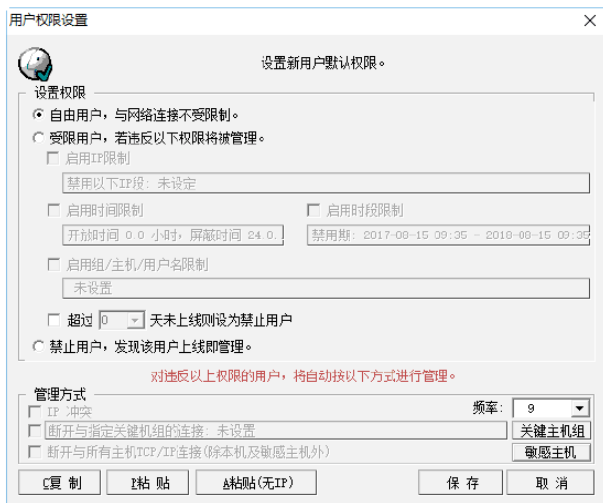 用户权限设置
设置新用户默认权限。
设置权限
自由用户，与网络连接不受限制。
受限用户，若违反以下权限将被管理。
启用IP限制
禁用以下IP段: 未设定
启用时间限制 启用时段限制
开放时间 0.0 小时, 屏蔽时间 24.0. 禁用期: 2017-08-15 09:35 - 2018-08-15 09:35
启用组/主机/用户名限制
未设置
超过 0 天未上线则设为禁止用户
禁止用户，发现该用户上线即管理。
对违反以上权限的用户，将自动按以下方式进行管理。
管理方式
IP 冲突 频率: 9
断开与指定关键机组的连接: 未设置 关键主机组
断开与所有主机TCP/IP连接(除本机及敏感主机外) 敏感主机
C复 制 P粘 贴 A粘贴(无IP) 保 存 取 消